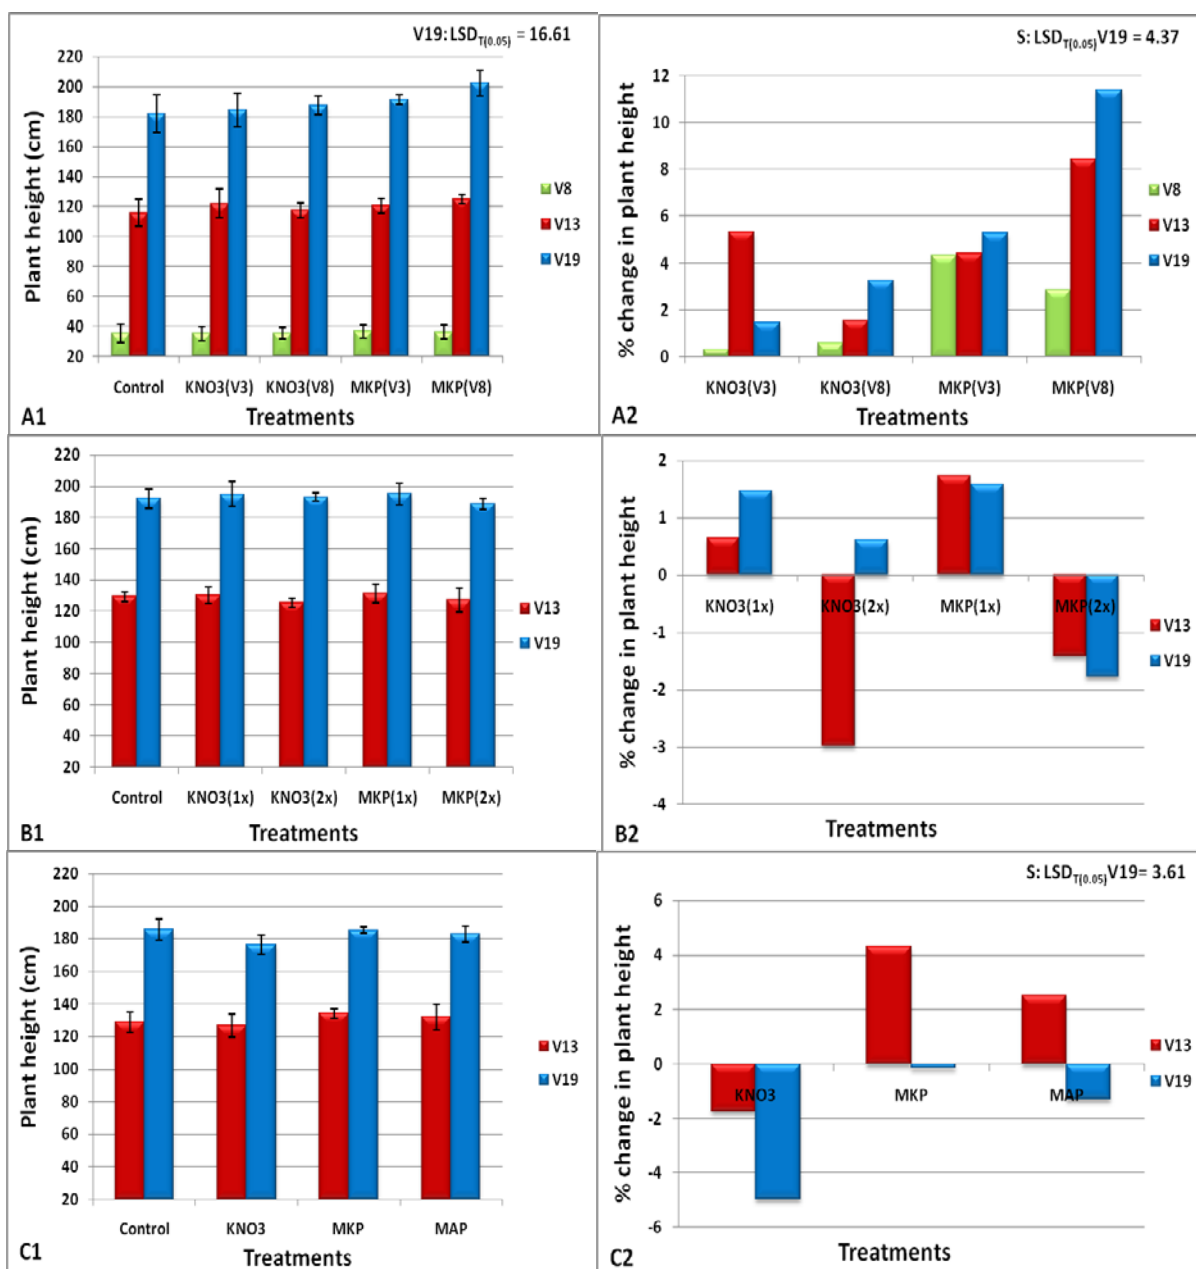 V19: LSD_T(0.05) = 16.61
Plant height (cm)
220
200
180
160
140
120
100
80
60
40
20
V8
V13
V19
Control KNO3(V3) KNO3(V8) MKP(V3) MKP(V8)
Treatments
A1
S: LSD_T(0.05)V19 = 4.37
% change in plant height
12
10
8
6
4
2
0
V8
V13
V19
KNO3(V3) KNO3(V8) MKP(V3) MKP(V8)
Treatments
A2
Plant height (cm)
220
200
180
160
140
120
100
80
60
40
20
V13
V19
Control KNO3(1x) KNO3(2x) MKP(1x) MKP(2x)
Treatments
B1
% change in plant height
2
1
0
-1
-2
-3
-4
KNO3(1x) KNO3(2x) MKP(1x) MKP(2x)
V13
V19
Treatments
B2
Plant height (cm)
220
200
180
160
140
120
100
80
60
40
20
V13
V19
Control KNO3 MKP MAP
Treatments
C1
S: LSD_T(0.05)V19= 3.61
% change in plant height
6
4
2
0
-2
-4
-6
KNO3 MKP MAP
V13
V19
Treatments
C2